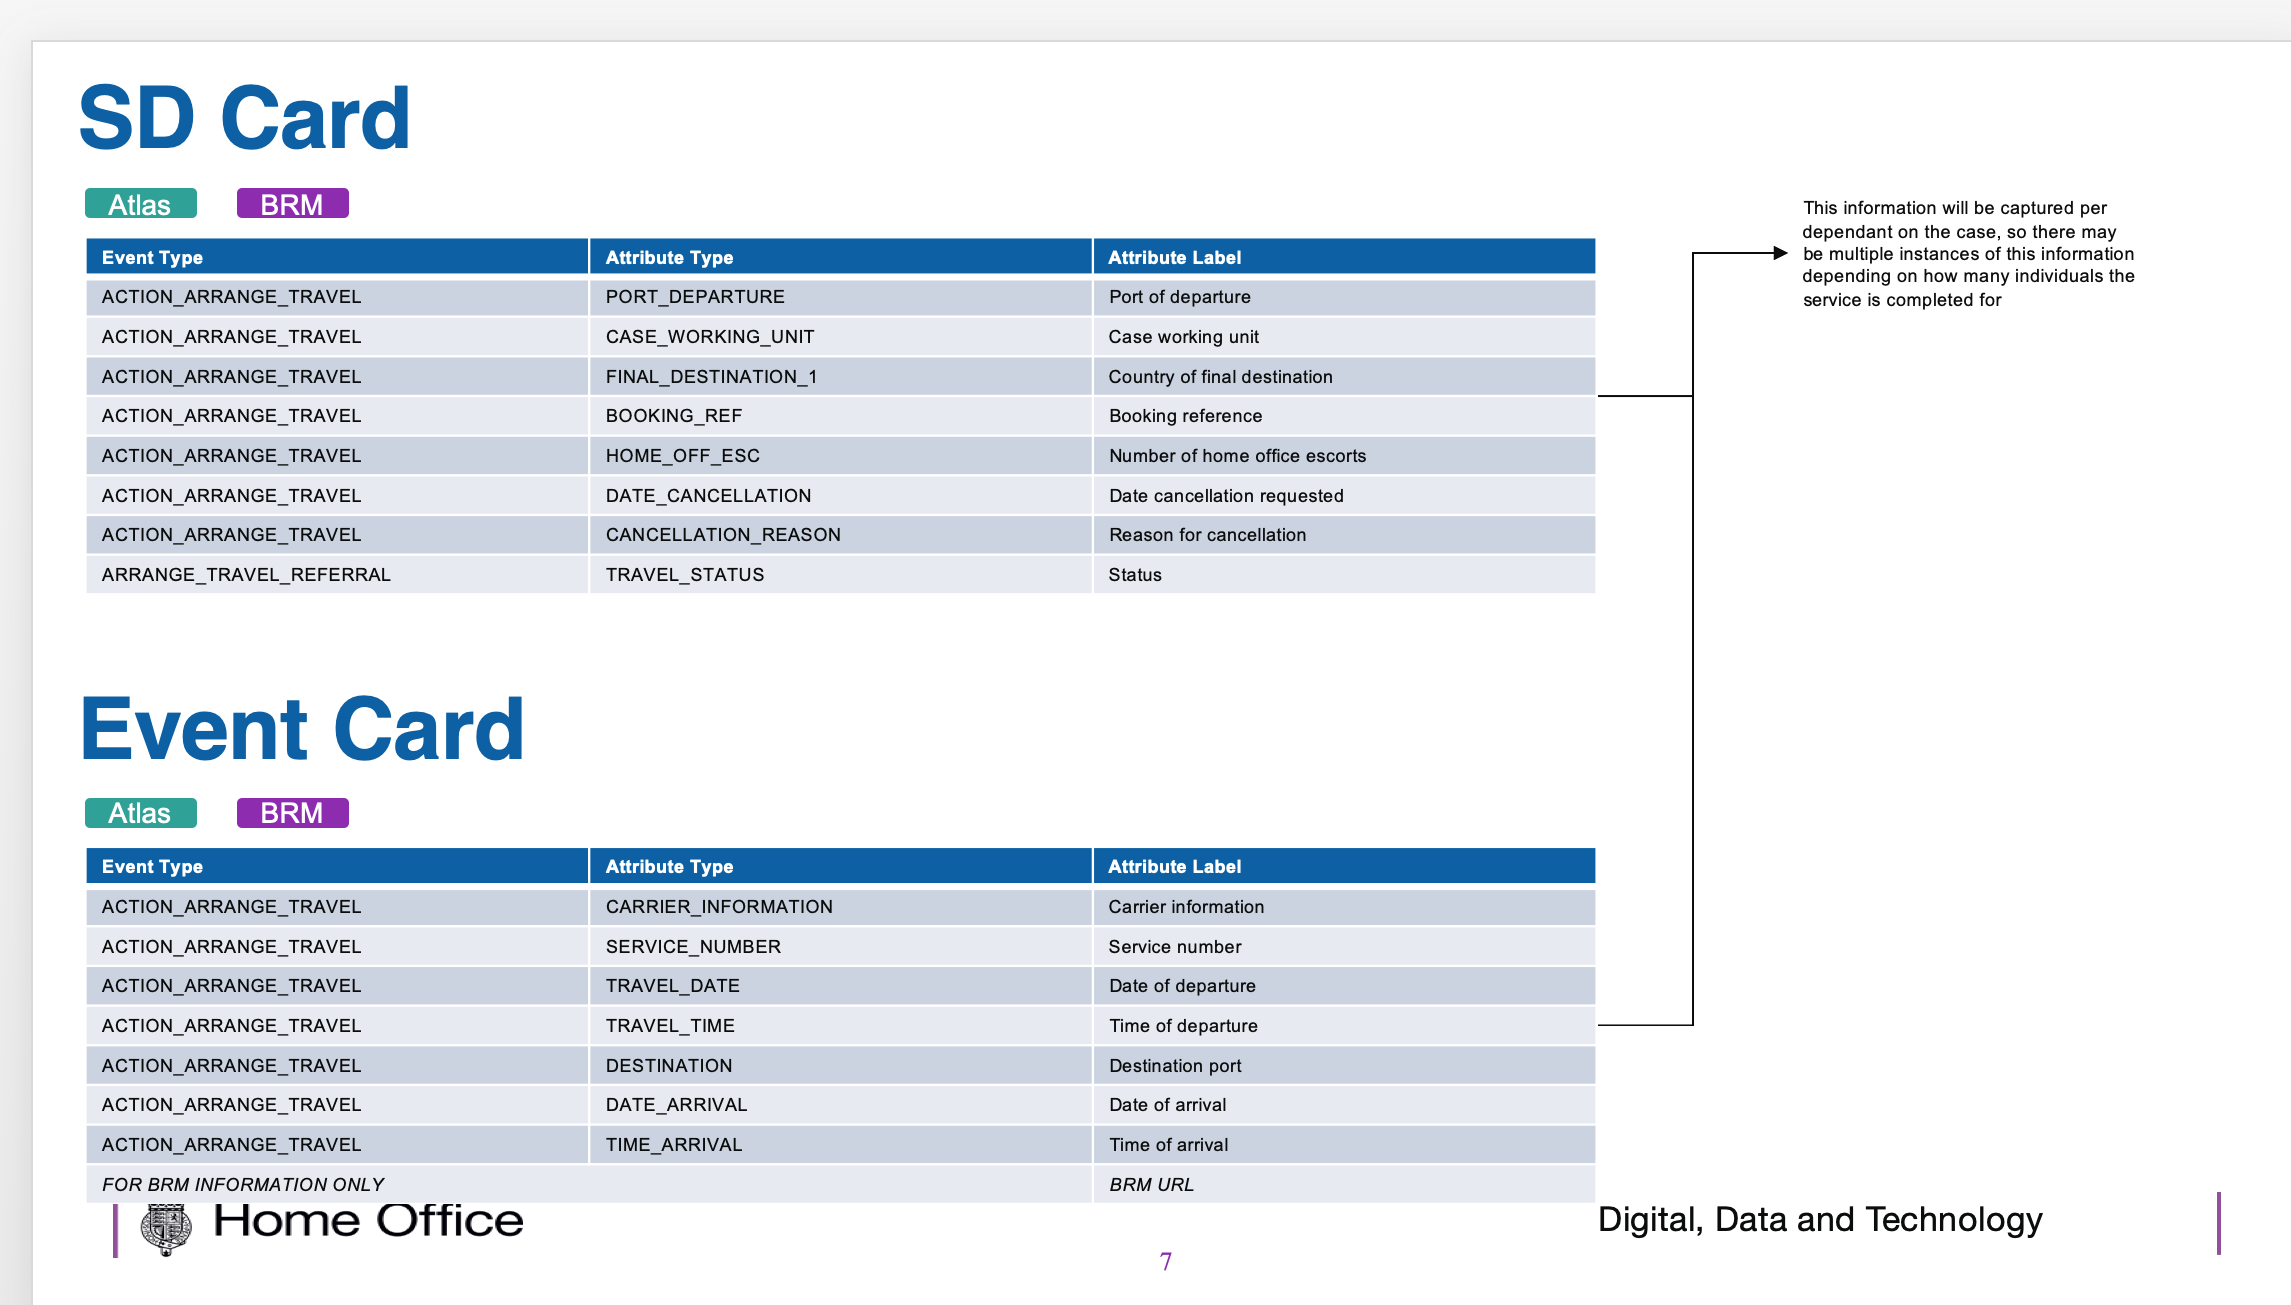 SD Card
Atlas BRM
Event Type Attribute Type Attribute Label
ACTION_ARRANGE_TRAVEL PORT_DEPARTURE Port of departure
ACTION_ARRANGE_TRAVEL CASE_WORKING_UNIT Case working unit
ACTION_ARRANGE_TRAVEL FINAL_DESTINATION_1 Country of final destination
ACTION_ARRANGE_TRAVEL BOOKING_REF Booking reference
ACTION_ARRANGE_TRAVEL HOME_OFF_ESC Number of home office escorts
ACTION_ARRANGE_TRAVEL DATE_CANCELLATION Date cancellation requested
ACTION_ARRANGE_TRAVEL CANCELLATION_REASON Reason for cancellation
ARRANGE_TRAVEL_REFERRAL TRAVEL_STATUS Status
This information will be captured per
dependant on the case, so there may
be multiple instances of this information
depending on how many individuals the
service is completed for
Event Card
Atlas BRM
Event Type Attribute Type Attribute Label
ACTION_ARRANGE_TRAVEL CARRIER_INFORMATION Carrier information
ACTION_ARRANGE_TRAVEL SERVICE_NUMBER Service number
ACTION_ARRANGE_TRAVEL TRAVEL_DATE Date of departure
ACTION_ARRANGE_TRAVEL TRAVEL_TIME Time of departure
ACTION_ARRANGE_TRAVEL DESTINATION Destination port
ACTION_ARRANGE_TRAVEL DATE_ARRIVAL Date of arrival
ACTION_ARRANGE_TRAVEL TIME_ARRIVAL Time of arrival
FOR BRM INFORMATION ONLY BRM URL
Home Office
Digital, Data and Technology
7